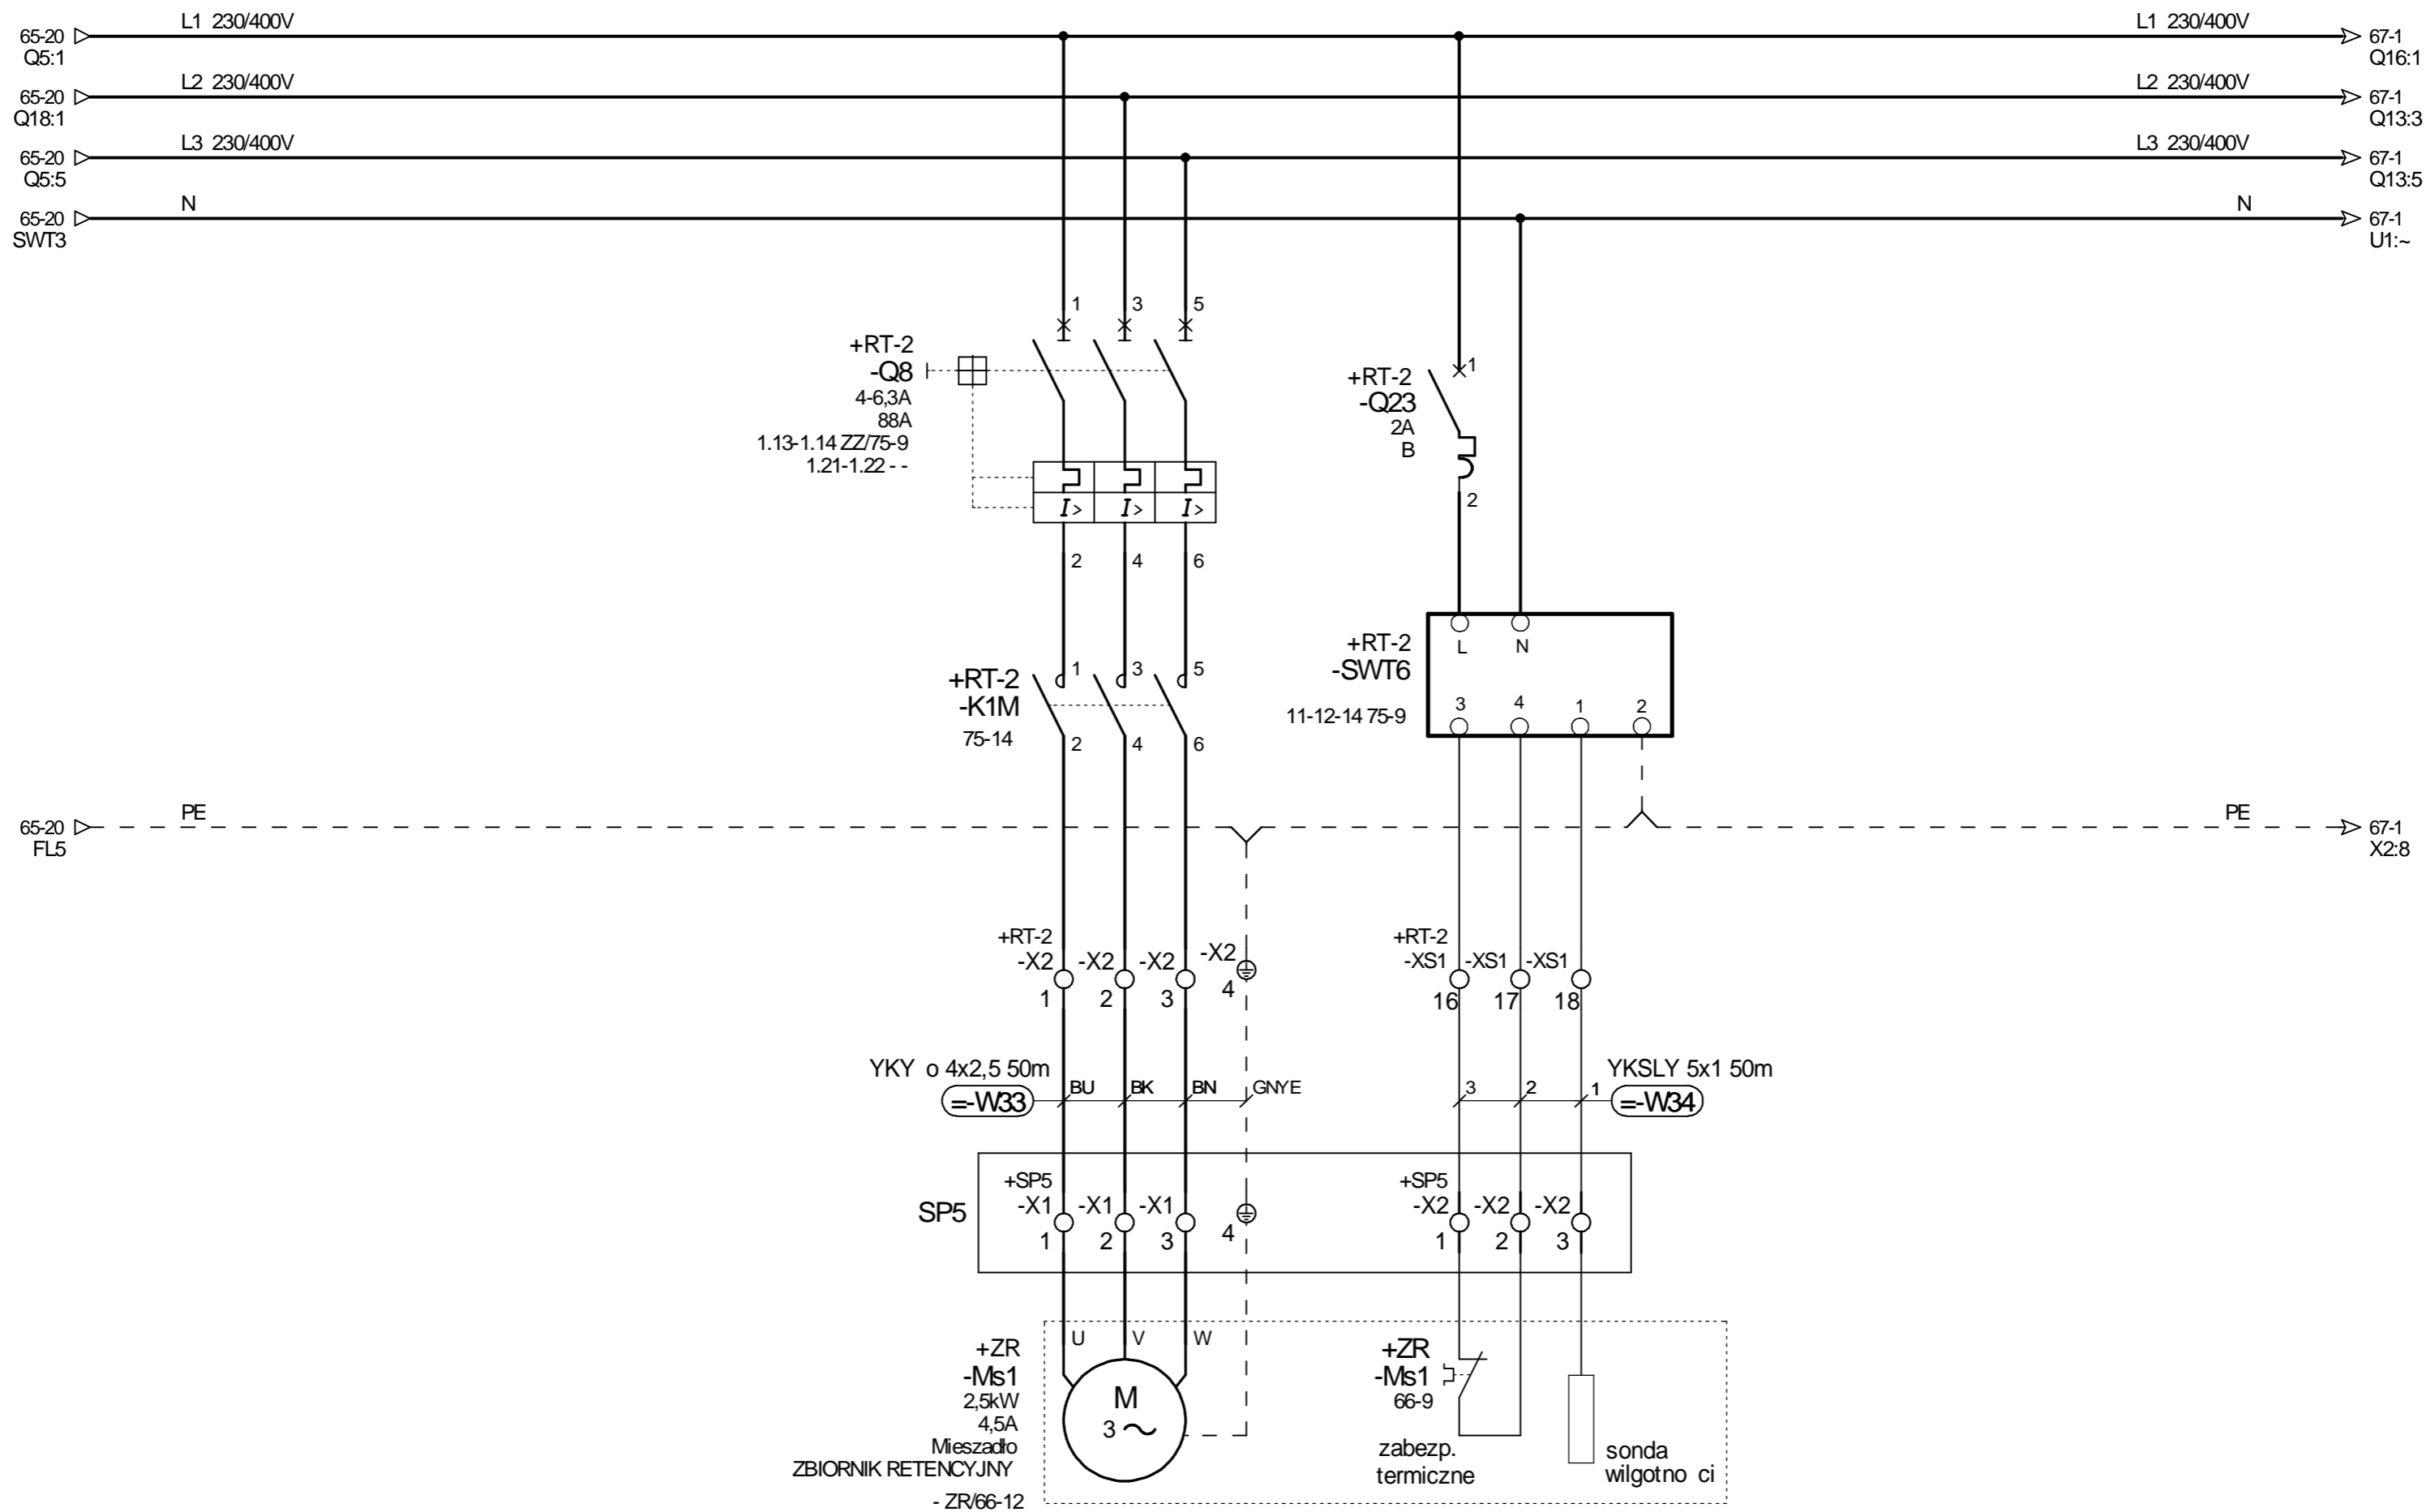 L1 230/400V
L1 230/400V
65-20
Q5:1
67-1
Q16:1
L2 230/400V
L2 230/400V
65-20
Q18:1
67-1
Q13:3
L3 230/400V
L3 230/400V
65-20
Q5:5
67-1
Q13:5
N
N
65-20
SWT3
67-1
U1:~
1 3 5
+RT-2
-Q8
4-6,3A
88A
1.13-1.14 ZZ/75-9
1.21-1.22 - -
I> I> I>
2 4 6
1
+RT-2
-Q23
2A
B
2
+RT-2
-K1M
75-14
1 3 5
2 4 6
+RT-2
-SWT6
11-12-14 75-9
L N
3 4 1 2
PE
PE
65-20
FL5
67-1
X2:8
+RT-2
-X2 -X2 -X2 -X2
1 2 3 4
+RT-2
-XS1 -XS1 -XS1
16 17 18
YKY o 4x2,5 50m
=-W33
BU BK BN GNYE
YKSLY 5x1 50m
=-W34
3 2 1
SP5
+SP5
-X1 -X1 -X1
1 2 3 4
+SP5
-X2 -X2 -X2
1 2 3
U V W
+ZR
-Ms1
2,5kW
4,5A
Mieszadło
ZBIORNIK RETENCYJNY
- ZR/66-12
M
3 ~
+ZR
-Ms1
66-9
zabezp.
termiczne
sonda
wilgotno ci